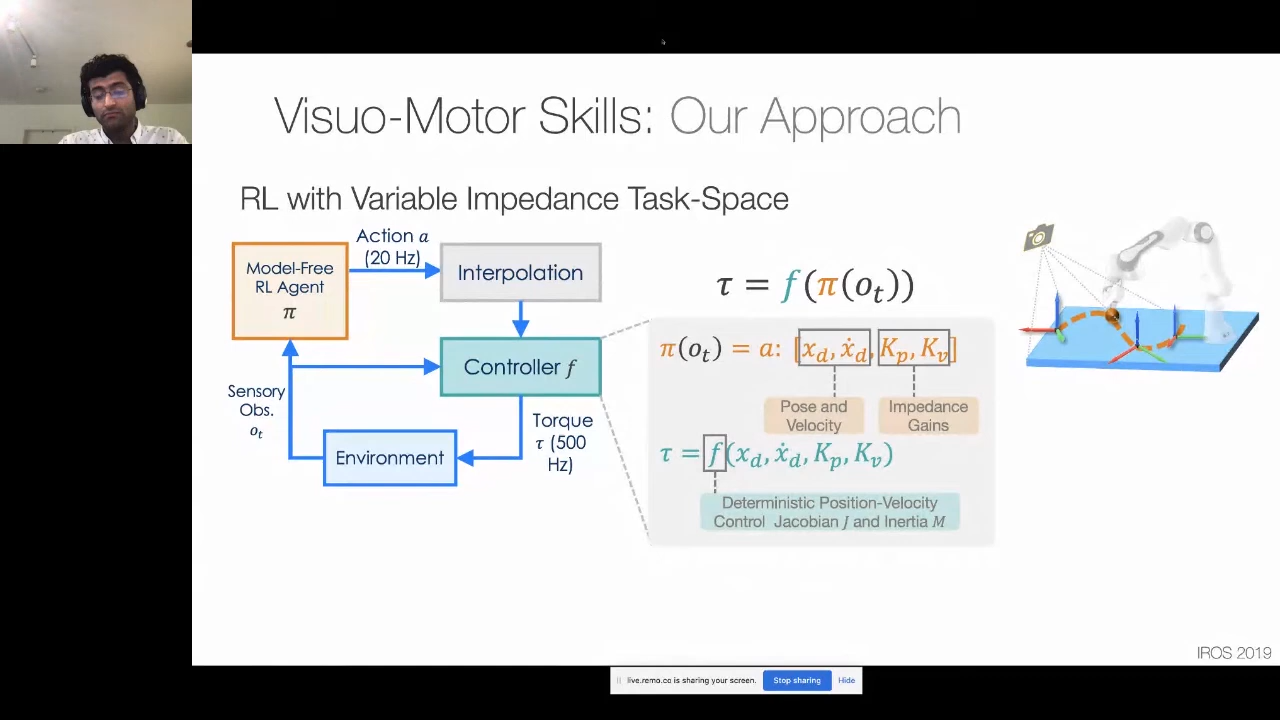 Visuo-Motor Skills: Our Approach
RL with Variable Impedance Task-Space
Action a
(20 Hz)
Model-Free
RL Agent
π
Interpolation
Controller f
Sensory
Obs.
oₜ
Torque
τ (500
Hz)
Environment
τ = f(π(oₜ))
π(oₜ) = a: [x_d, ẋ_d, K_p, K_v]
Pose and
Velocity
Impedance
Gains
τ = f(x_d, ẋ_d, K_p, K_v)
Deterministic Position-Velocity
Control Jacobian J and Inertia M
IROS 2019
live.remo.co is sharing your screen.
Stop sharing
Hide